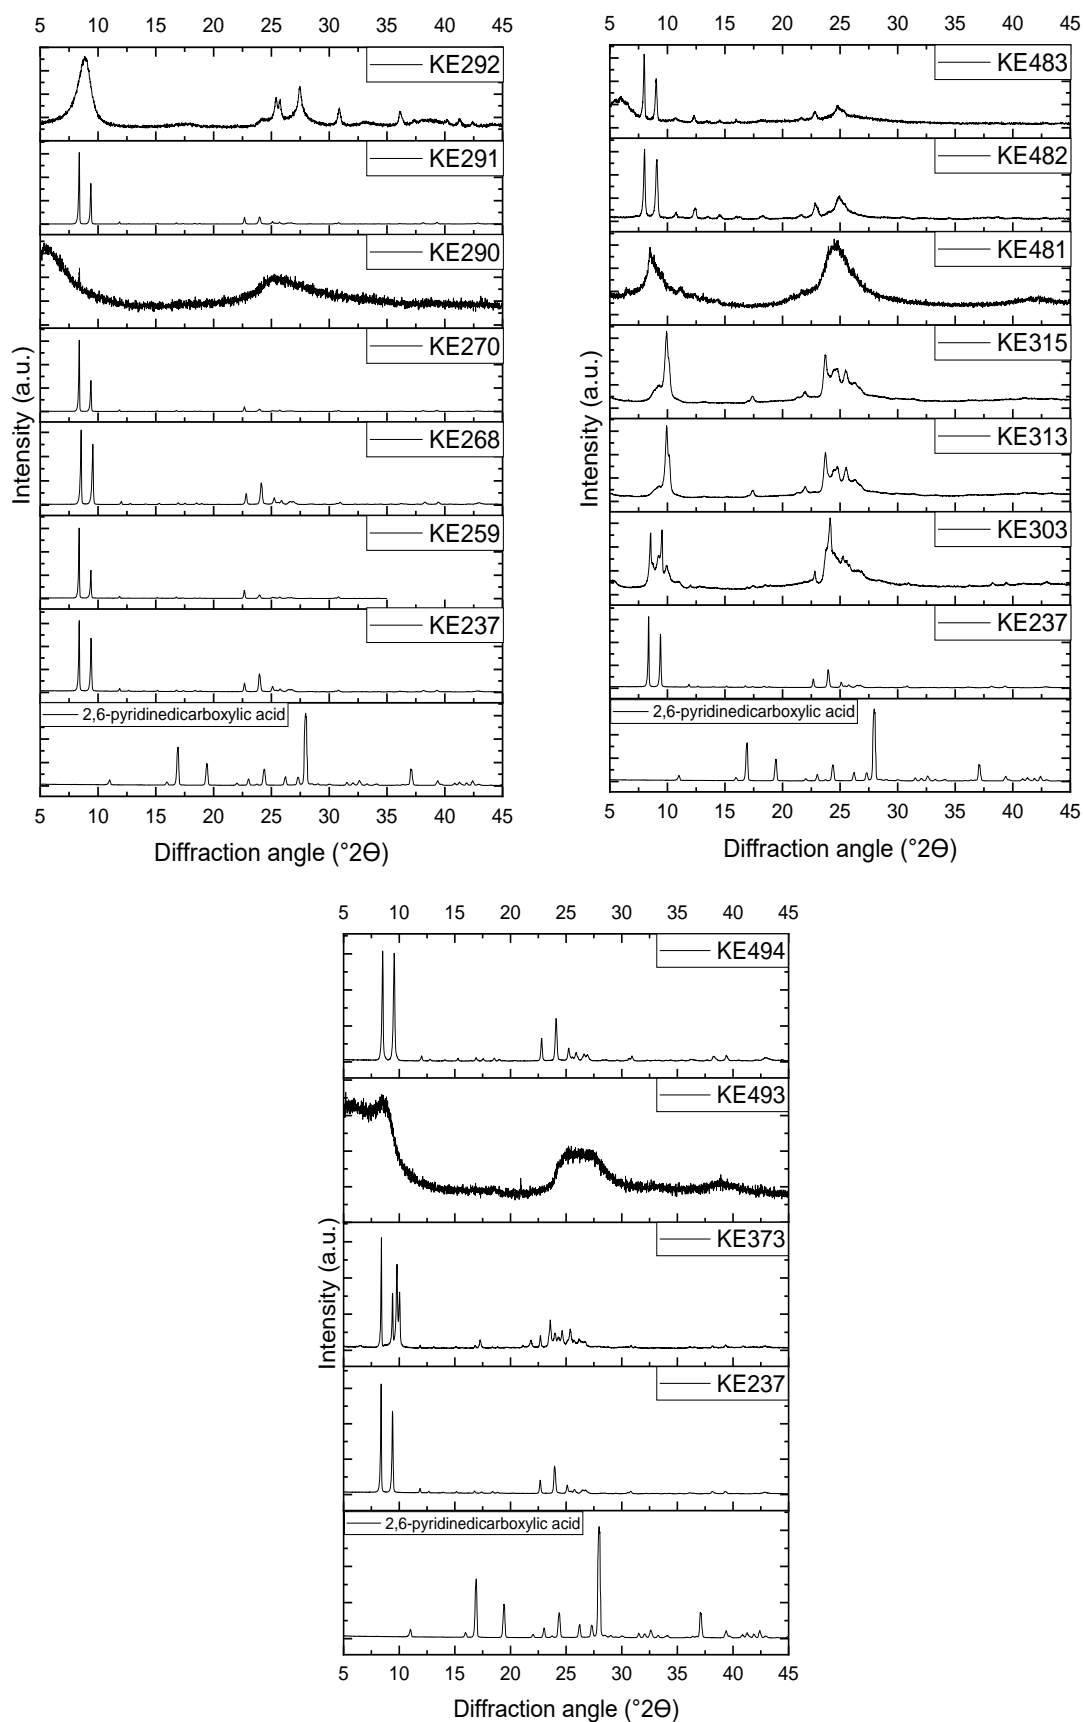 5 10 15 20 25 30 35 40 45
KE292
KE291
KE290
KE270
KE268
KE259
KE237
2,6-pyridinedicarboxylic acid
5 10 15 20 25 30 35 40 45
Intensity (a.u.)
Diffraction angle (°2Θ)
5 10 15 20 25 30 35 40 45
KE483
KE482
KE481
KE315
KE313
KE303
KE237
2,6-pyridinedicarboxylic acid
5 10 15 20 25 30 35 40 45
Intensity (a.u.)
Diffraction angle (°2Θ)
5 10 15 20 25 30 35 40 45
KE494
KE493
KE373
KE237
2,6-pyridinedicarboxylic acid
5 10 15 20 25 30 35 40 45
Intensity (a.u.)
Diffraction angle (°2Θ)